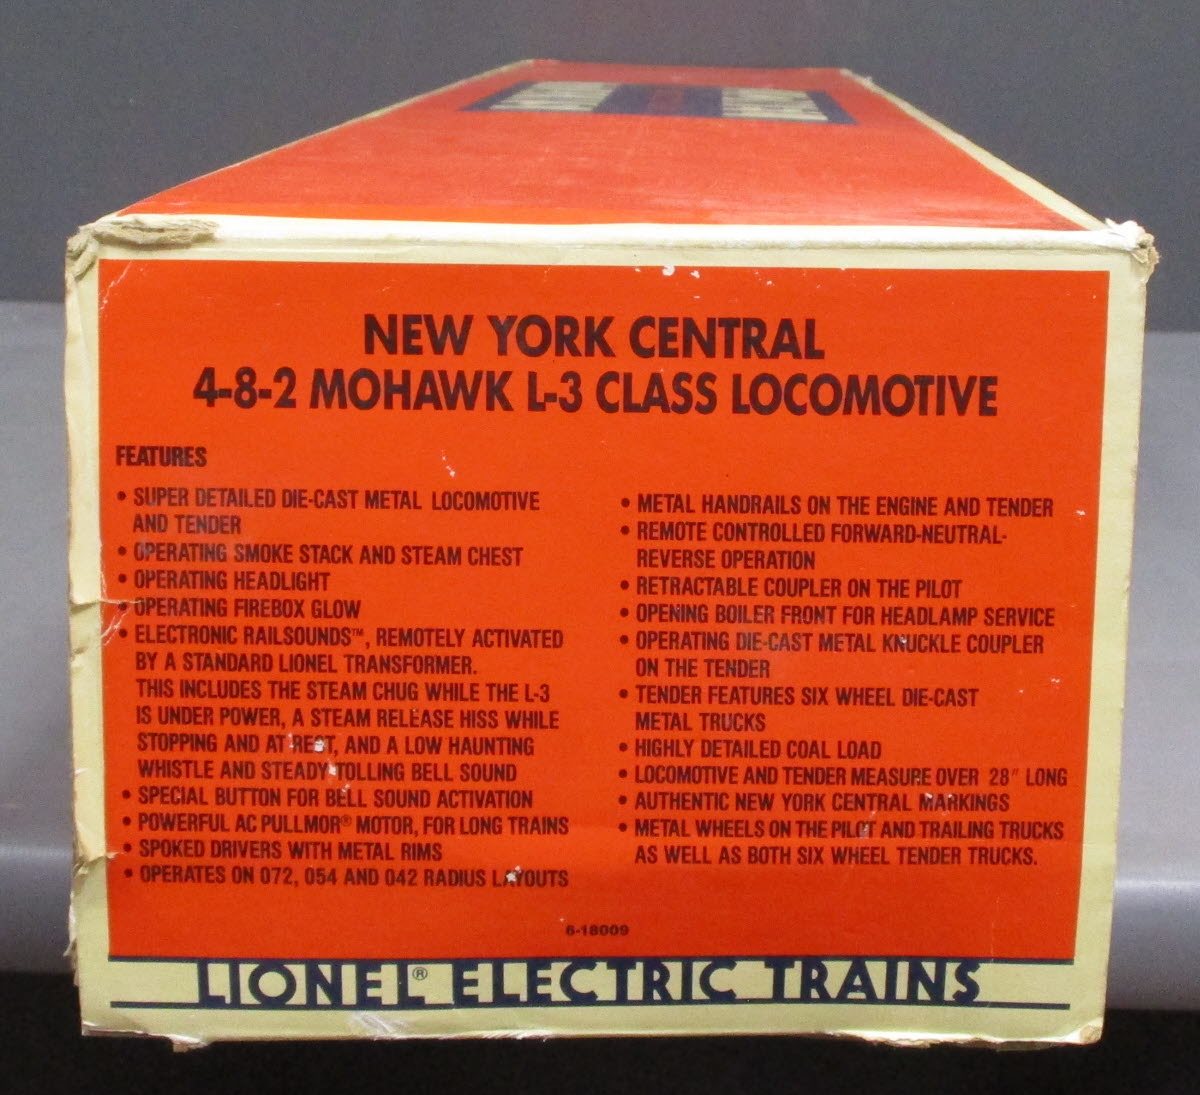 NEW YORK CENTRAL
4-8-2 MOHAWK L-3 CLASS LOCOMOTIVE
FEATURES
• SUPER DETAILED DIE-CAST METAL LOCOMOTIVE
AND TENDER
• OPERATING SMOKE STACK AND STEAM CHEST
• OPERATING HEADLIGHT
• OPERATING FIREBOX GLOW
• ELECTRONIC RAILSOUNDS™, REMOTELY ACTIVATED
BY A STANDARD LIONEL TRANSFORMER.
THIS INCLUDES THE STEAM CHUG WHILE THE L-3
IS UNDER POWER, A STEAM RELEASE HISS WHILE
STOPPING AND AT REST, AND A LOW HAUNTING
WHISTLE AND STEADY TOLLING BELL SOUND
• SPECIAL BUTTON FOR BELL SOUND ACTIVATION
• POWERFUL AC PULLMOR® MOTOR, FOR LONG TRAINS
• SPOKED DRIVERS WITH METAL RIMS
• OPERATES ON 072, 054 AND 042 RADIUS LAYOUTS
• METAL HANDRAILS ON THE ENGINE AND TENDER
• REMOTE CONTROLLED FORWARD-NEUTRAL-
REVERSE OPERATION
• RETRACTABLE COUPLER ON THE PILOT
• OPENING BOILER FRONT FOR HEADLAMP SERVICE
• OPERATING DIE-CAST METAL KNUCKLE COUPLER
ON THE TENDER
• TENDER FEATURES SIX WHEEL DIE-CAST
METAL TRUCKS
• HIGHLY DETAILED COAL LOAD
• LOCOMOTIVE AND TENDER MEASURE OVER 28" LONG
• AUTHENTIC NEW YORK CENTRAL MARKINGS
• METAL WHEELS ON THE PILOT AND TRAILING TRUCKS
AS WELL AS BOTH SIX WHEEL TENDER TRUCKS.
6-18009
LIONEL® ELECTRIC TRAINS